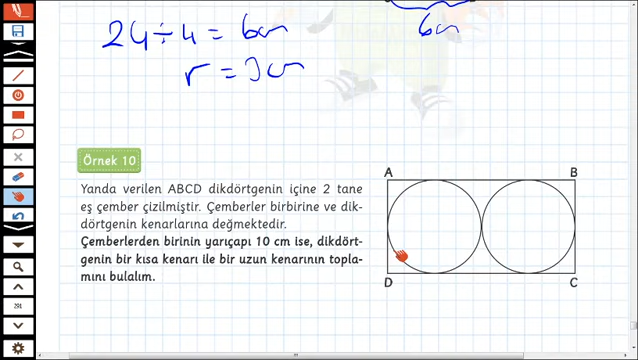 6cm
24 ÷ 4 = 6cm
r = 3cm
Örnek 10
Yanda verilen ABCD dikdörtgenin içine 2 tane
eş çember çizilmiştir. Çemberler birbirine ve dik-
dörtgenin kenarlarına değmektedir.
Çemberlerden birinin yarıçapı 10 cm ise, dikdört-
genin bir kısa kenarı ile bir uzun kenarının topla-
mını bulalım.
A B
D C